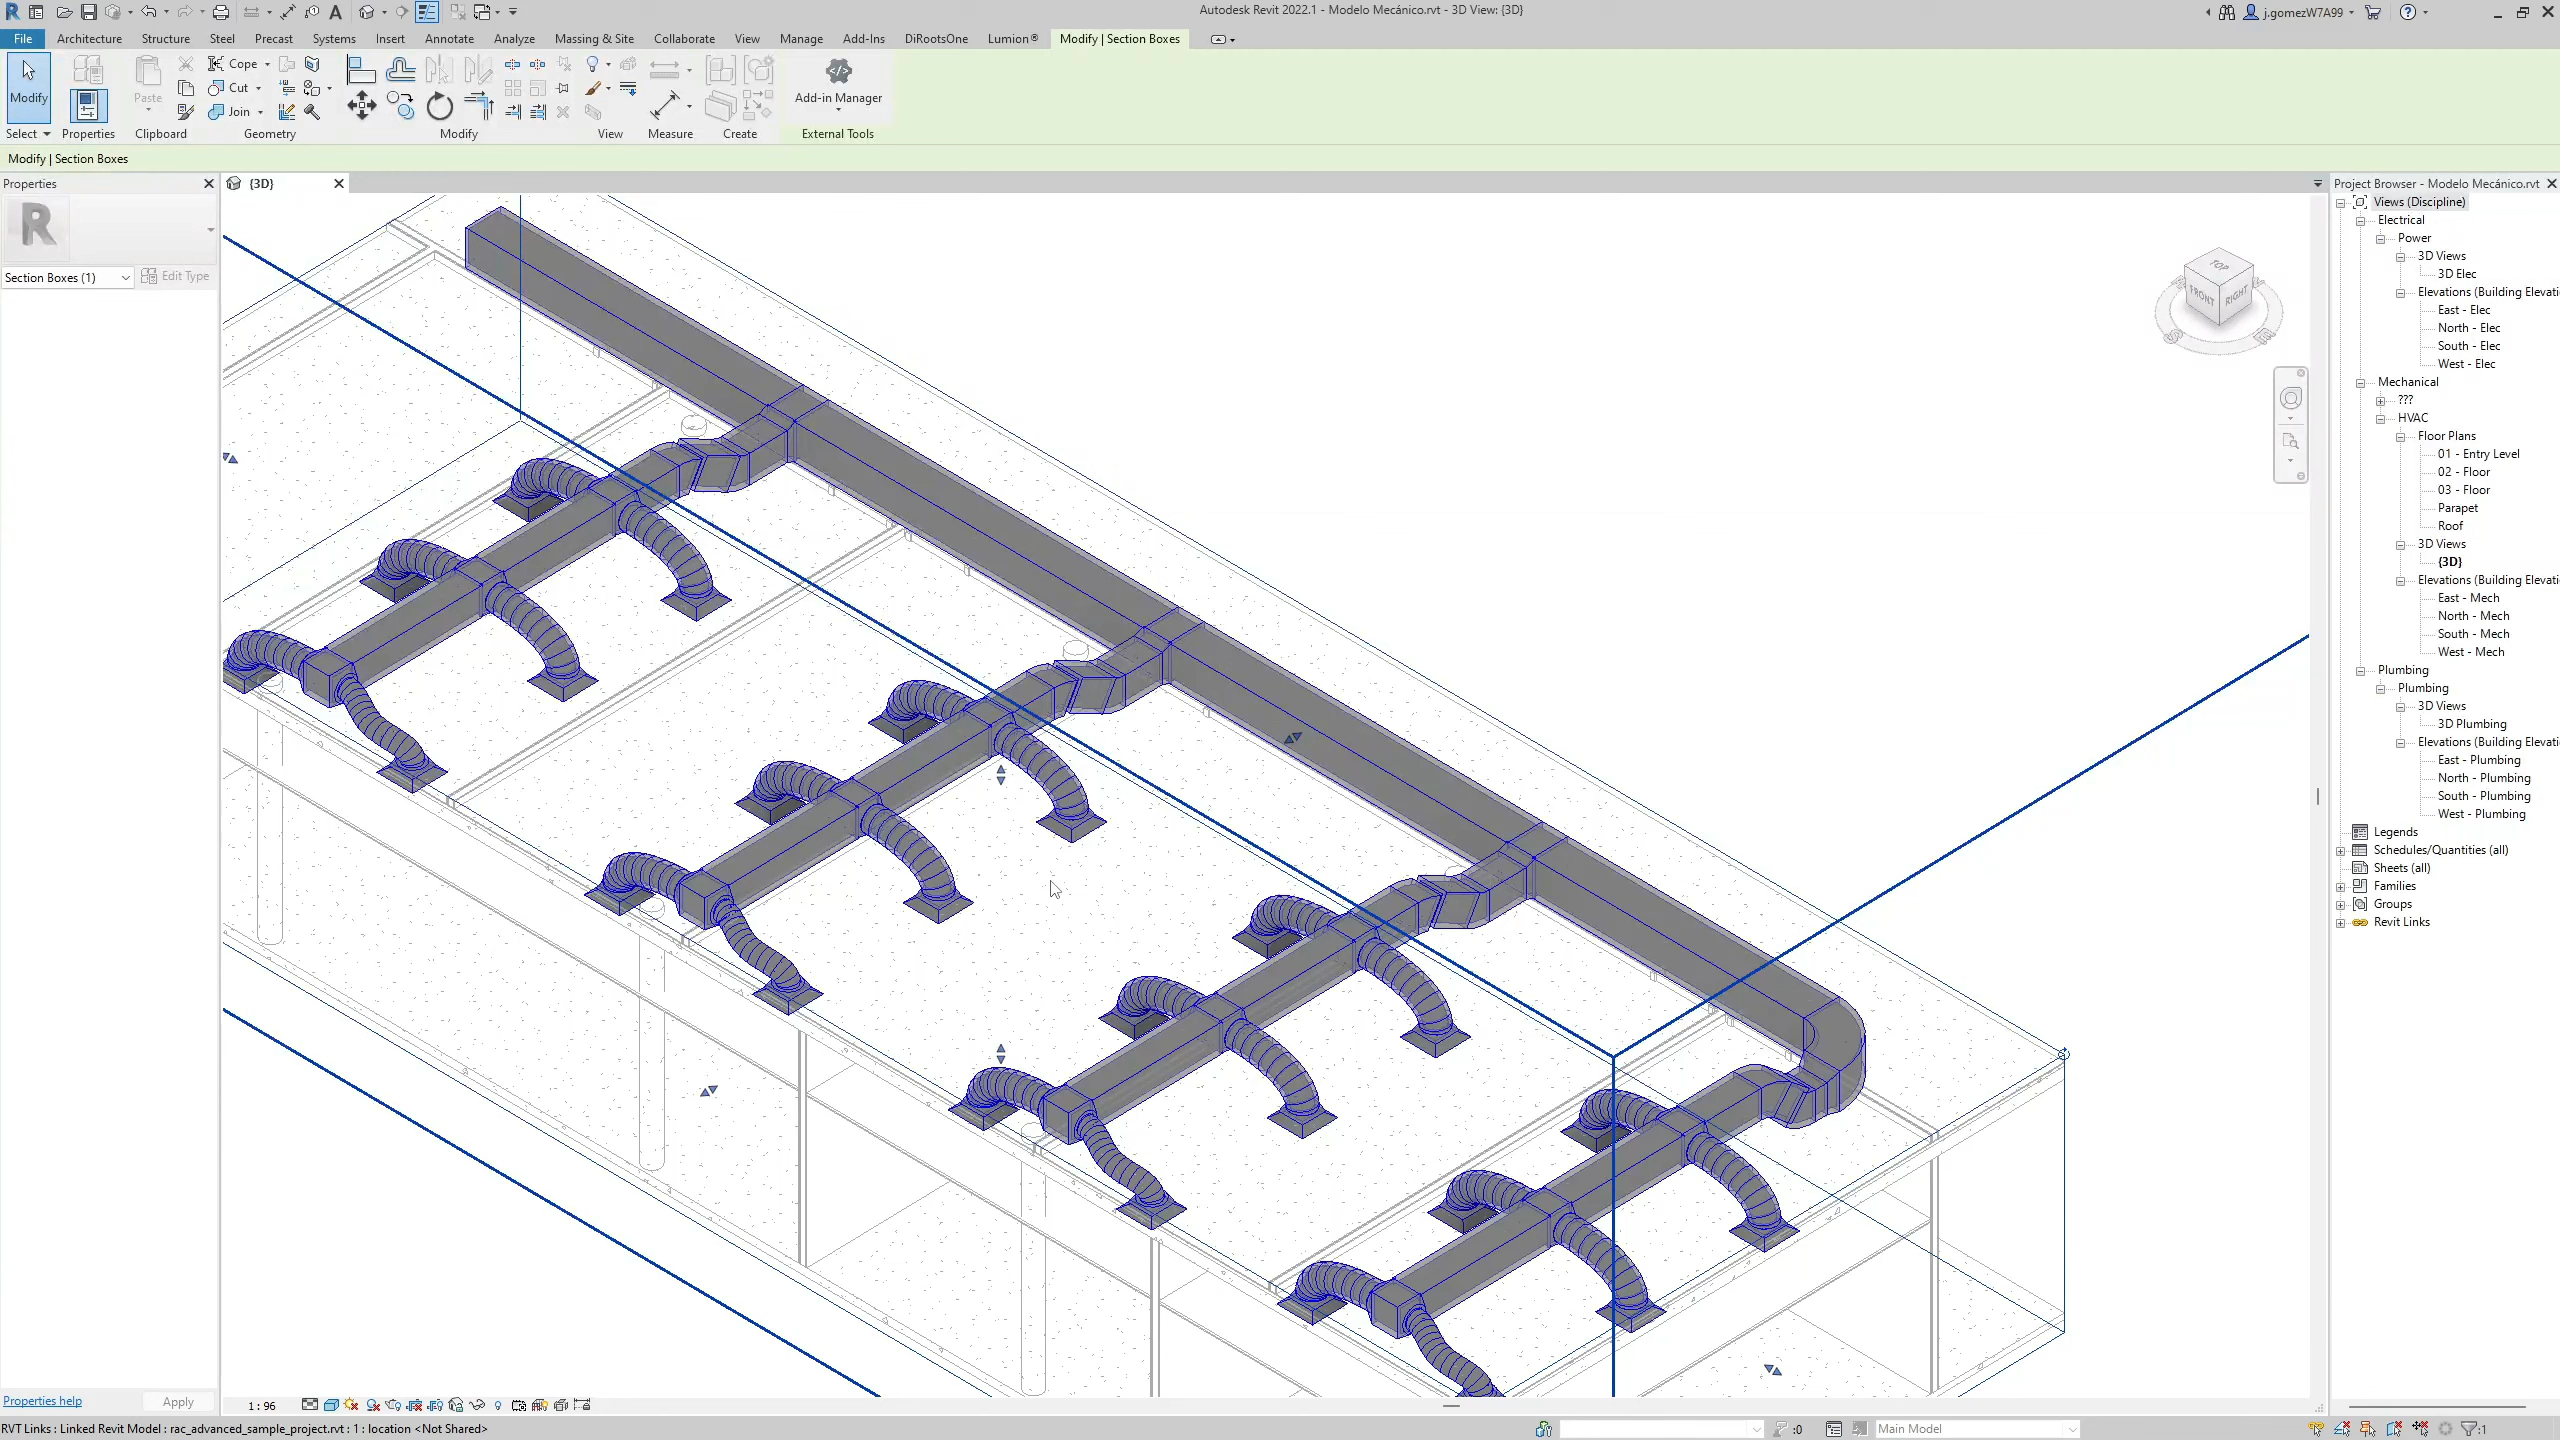 Autodesk Revit 2022.1 - Modelo Mecánico.rvt - 3D View: {3D}
j.gomezW7A99
File Architecture Structure Steel Precast Systems Insert Annotate Analyze Massing & Site Collaborate View Manage Add-Ins DiRootsOne Lumion® Modify | Section Boxes
Modify
Paste
Cope
Cut
Join
Add-in Manager
Select Properties Clipboard Geometry Modify View Measure Create External Tools
Modify | Section Boxes
Properties
R
Section Boxes (1)
Edit Type
Properties help
Apply
{3D}
TOP
FRONT
RIGHT
S
E
1 : 96
Project Browser - Modelo Mecánico.rvt
Views (Discipline)
Electrical
Power
3D Views
3D Elec
Elevations (Building Elevati
East - Elec
North - Elec
South - Elec
West - Elec
Mechanical
???
HVAC
Floor Plans
01 - Entry Level
02 - Floor
03 - Floor
Parapet
Roof
3D Views
{3D}
Elevations (Building Elevati
East - Mech
North - Mech
South - Mech
West - Mech
Plumbing
Plumbing
3D Views
3D Plumbing
Elevations (Building Elevati
East - Plumbing
North - Plumbing
South - Plumbing
West - Plumbing
Legends
Schedules/Quantities (all)
Sheets (all)
Families
Groups
Revit Links
RVT Links : Linked Revit Model : rac_advanced_sample_project.rvt : 1 : location <Not Shared>
:0
Main Model
:1